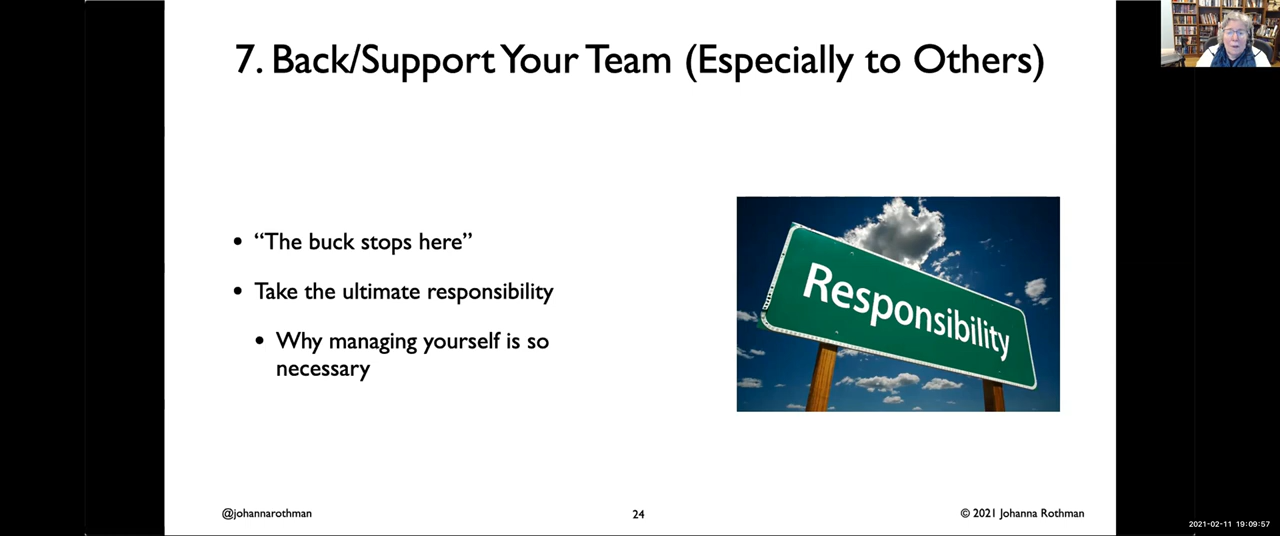 7. Back/Support Your Team (Especially to Others)
• “The buck stops here”
• Take the ultimate responsibility
• Why managing yourself is so
necessary
Responsibility
@johannarothman
24
© 2021 Johanna Rothman
2021-02-11 19:09:57